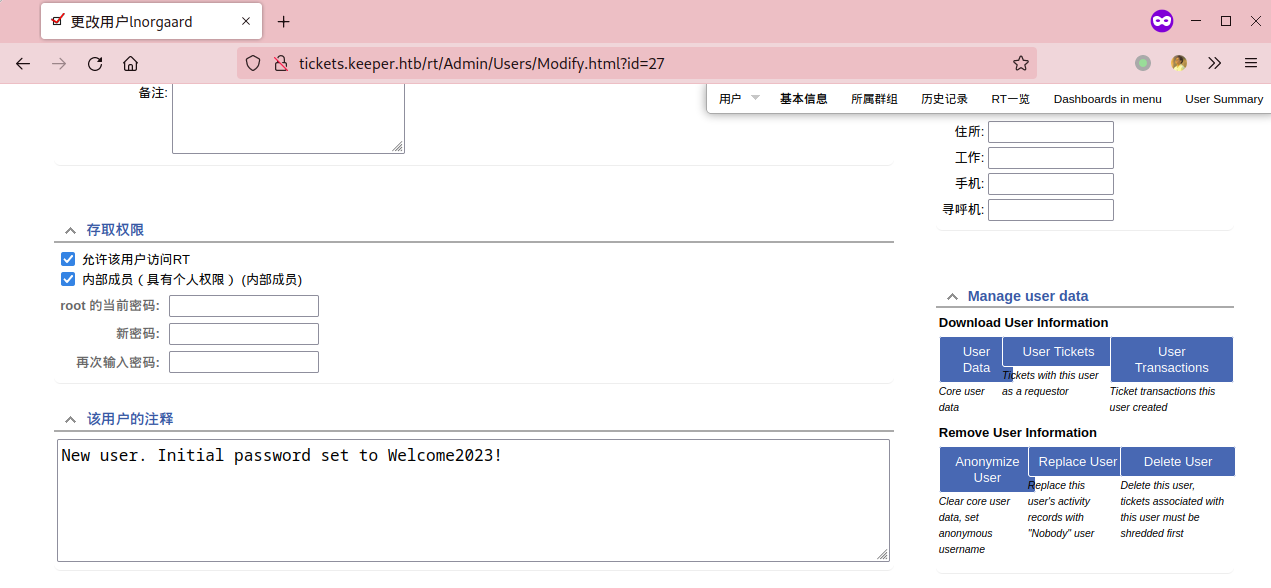 更改用户lnorgaard
tickets.keeper.htb/rt/Admin/Users/Modify.html?id=27
用户 基本信息 所属群组 历史记录 RT一览 Dashboards in menu User Summary
备注:
存取权限
允许该用户访问RT
内部成员（具有个人权限）(内部成员)
root 的当前密码:
新密码:
再次输入密码:
该用户的注释
New user. Initial password set to Welcome2023!
住所:
工作:
手机:
寻呼机:
Manage user data
Download User Information
User
Data
Core user
data
User Tickets
Tickets with this user
as a requestor
User
Transactions
Ticket transactions this
user created
Remove User Information
Anonymize
User
Clear core user
data, set
anonymous
username
Replace User
Replace this
user's activity
records with
"Nobody" user
Delete User
Delete this user,
tickets associated with
this user must be
shredded first